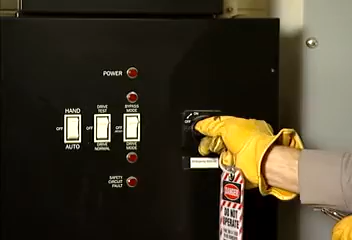 POWER
HAND
OFF
AUTO
DRIVE
TEST
OFF
DRIVE
NORMAL
BYPASS
MODE
OFF
DRIVE
MODE
SAFETY
CIRCUIT
FAULT
DANGER
DO NOT
OPERATE